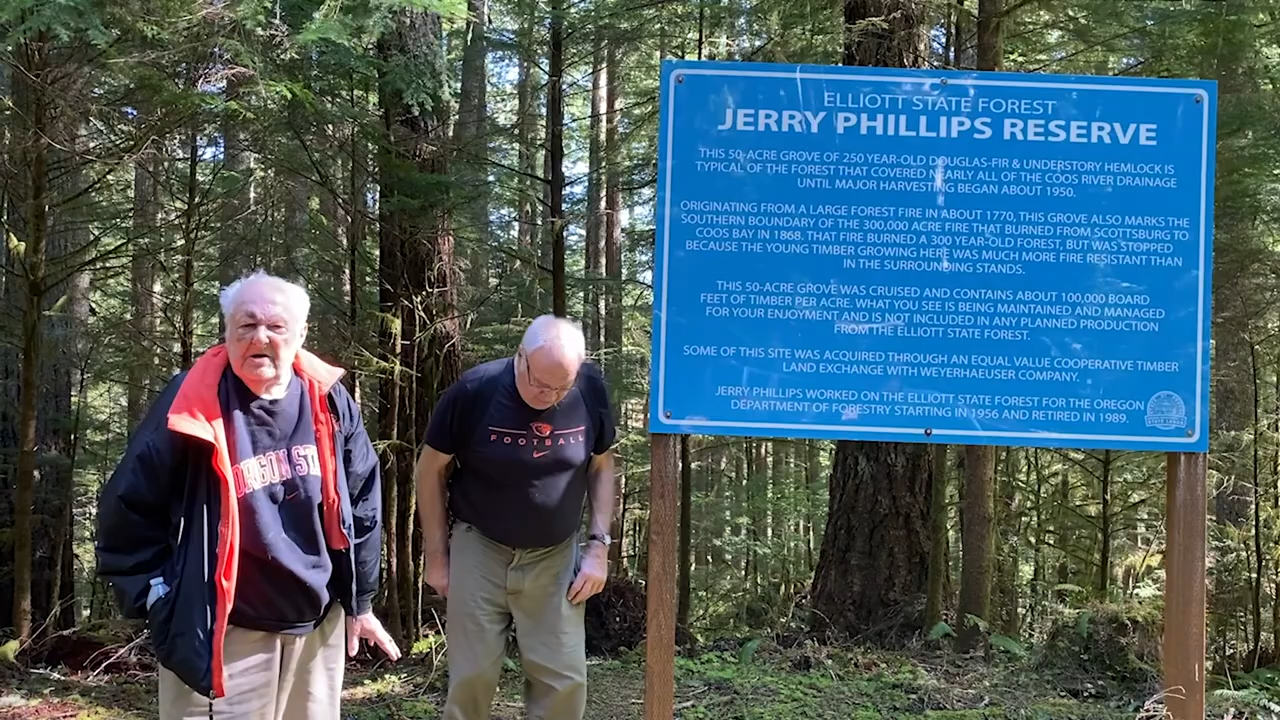 ELLIOTT STATE FOREST
JERRY PHILLIPS RESERVE
THIS 50-ACRE GROVE OF 250 YEAR-OLD DOUGLAS-FIR & UNDERSTORY HEMLOCK IS
TYPICAL OF THE FOREST THAT COVERED NEARLY ALL OF THE COOS RIVER DRAINAGE
UNTIL MAJOR HARVESTING BEGAN ABOUT 1950.
ORIGINATING FROM A LARGE FOREST FIRE IN ABOUT 1770, THIS GROVE ALSO MARKS THE
SOUTHERN BOUNDARY OF THE 300,000 ACRE FIRE THAT BURNED FROM SCOTTSBURG TO
COOS BAY IN 1868. THAT FIRE BURNED A 300 YEAR-OLD FOREST, BUT WAS STOPPED
BECAUSE THE YOUNG TIMBER GROWING HERE WAS MUCH MORE FIRE RESISTANT THAN
IN THE SURROUNDING STANDS.
THIS 50-ACRE GROVE WAS CRUISED AND CONTAINS ABOUT 100,000 BOARD
FEET OF TIMBER PER ACRE. WHAT YOU SEE IS BEING MAINTAINED AND MANAGED
FOR YOUR ENJOYMENT AND IS NOT INCLUDED IN ANY PLANNED PRODUCTION
FROM THE ELLIOTT STATE FOREST.
SOME OF THIS SITE WAS ACQUIRED THROUGH AN EQUAL VALUE COOPERATIVE TIMBER
LAND EXCHANGE WITH WEYERHAEUSER COMPANY.
JERRY PHILLIPS WORKED ON THE ELLIOTT STATE FOREST FOR THE OREGON
DEPARTMENT OF FORESTRY STARTING IN 1956 AND RETIRED IN 1989.
STATE LANDS
OREGON ST
FOOTBALL